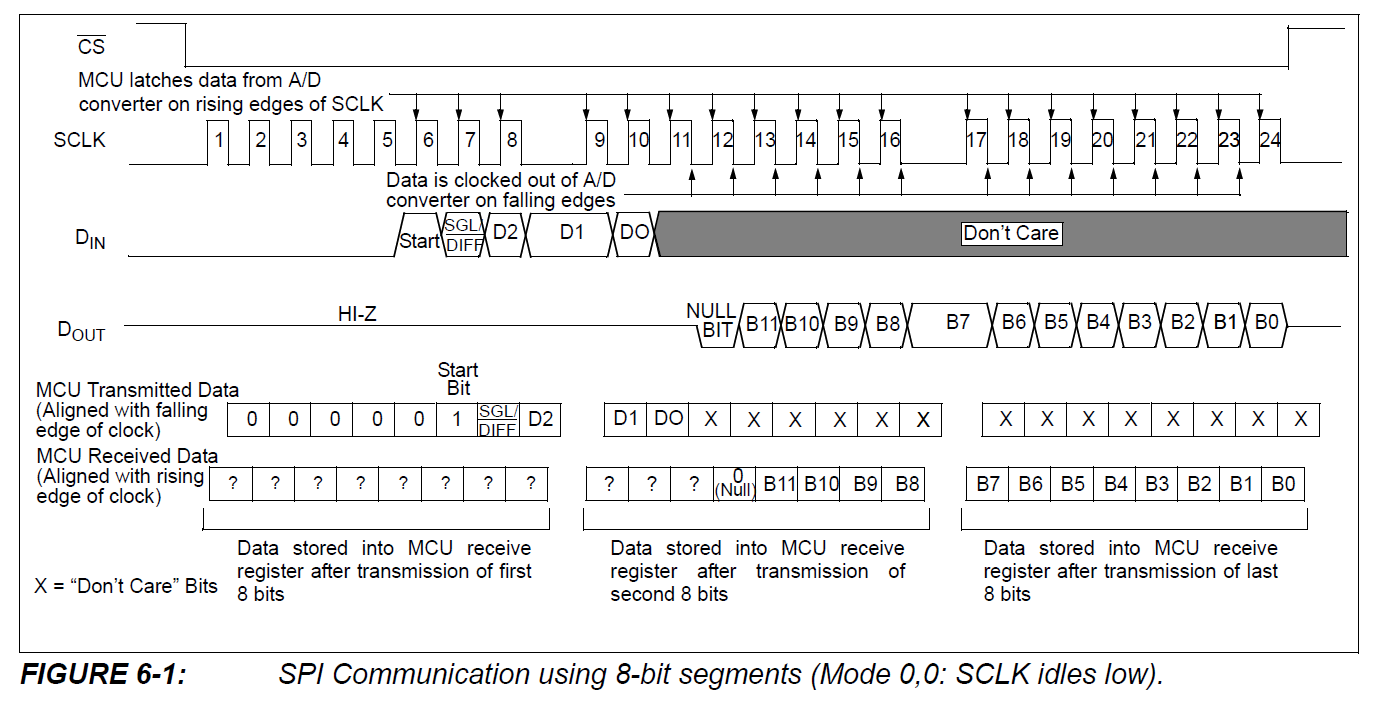 CS
MCU latches data from A/D
converter on rising edges of SCLK
SCLK
1 2 3 4 5 6 7 8 9 10 11 12 13 14 15 16 17 18 19 20 21 22 23 24
Data is clocked out of A/D
converter on falling edges
DIN
Start SGL/DIFF D2 D1 DO Don't Care
HI-Z
DOUT
NULL BIT B11 B10 B9 B8 B7 B6 B5 B4 B3 B2 B1 B0
Start
Bit
MCU Transmitted Data
(Aligned with falling
edge of clock)
0 0 0 0 0 1 SGL/DIFF D2 D1 DO X X X X X X X X X X X X X X
MCU Received Data
(Aligned with rising
edge of clock)
? ? ? ? ? ? ? ? ? ? ? 0 (Null) B11 B10 B9 B8 B7 B6 B5 B4 B3 B2 B1 B0
Data stored into MCU receive
register after transmission of first
8 bits
Data stored into MCU receive
register after transmission of
second 8 bits
Data stored into MCU receive
register after transmission of last
8 bits
X = “Don't Care” Bits
FIGURE 6-1: SPI Communication using 8-bit segments (Mode 0,0: SCLK idles low).